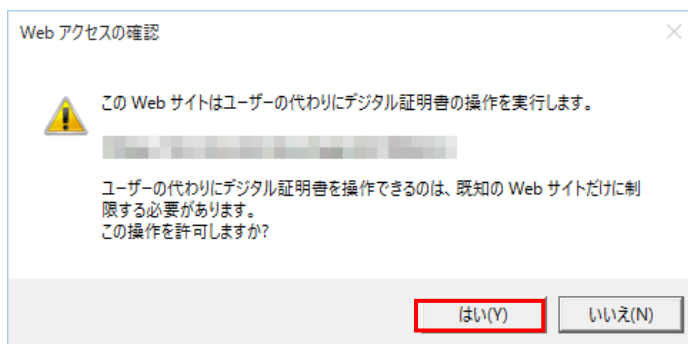 Web アクセスの確認
この Web サイトはユーザーの代わりにデジタル証明書の操作を実行します。
ユーザーの代わりにデジタル証明書を操作できるのは、既知の Web サイトだけに制
限する必要があります。
この操作を許可しますか?
はい(Y)
いいえ(N)